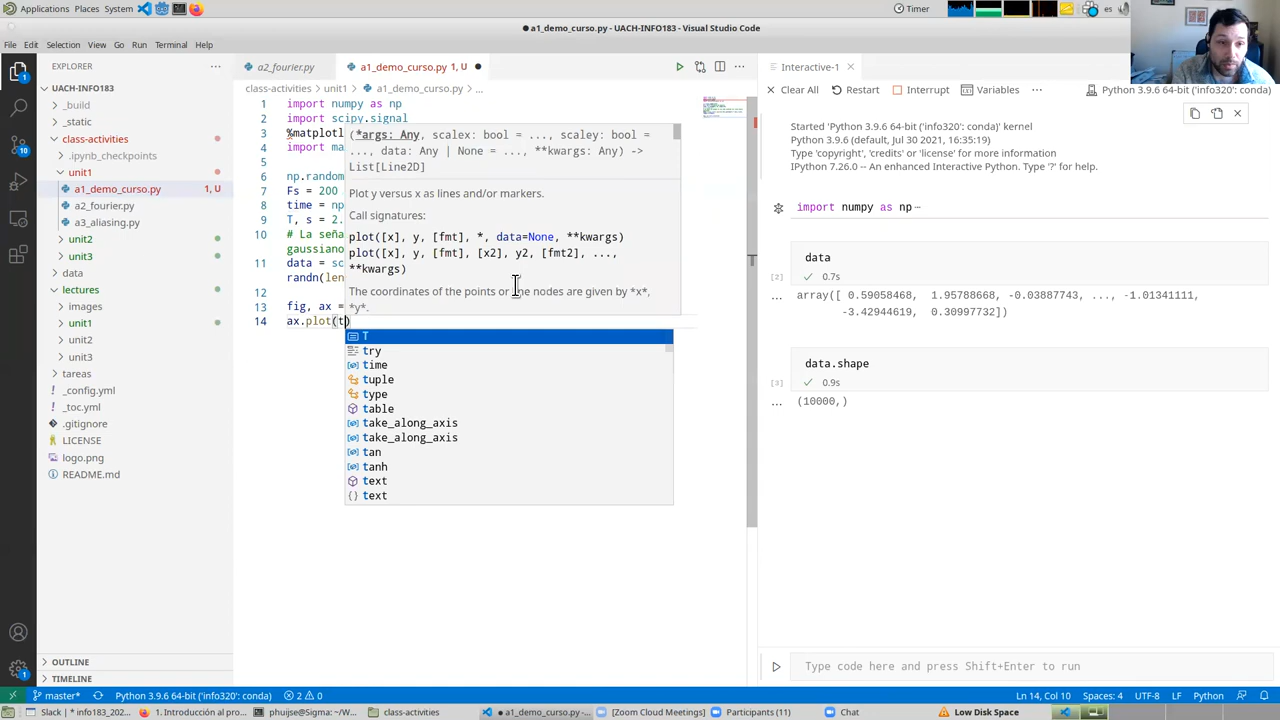 Applications Places System Timer es
a1_demo_curso.py - UACH-INFO183 - Visual Studio Code
File Edit Selection View Go Run Terminal Help
EXPLORER
a2_fourier.py
a1_demo_curso.py 1, U
Interactive-1
class-activities > unit1 > a1_demo_curso.py > ...
Clear All Restart Interrupt Variables Python 3.9.6 64-bit ('info320': conda)
UACH-INFO183
_build
_static
class-activities
.ipynb_checkpoints
unit1
a1_demo_curso.py 1, U
a2_fourier.py
a3_aliasing.py
unit2
unit3
data
lectures
images
unit1
unit2
unit3
tareas
_config.yml
_toc.yml
.gitignore
LICENSE
logo.png
README.md
OUTLINE
TIMELINE
1 import numpy as np
2 import scipy.signal
3 %matplotl
4 import ma
5
6 np.random
7 Fs = 200
8 time = np
9 T, s = 2.
10 # La seña
gaussiano
11 data = sc
randn(len
12
13 fig, ax =
14 ax.plot(t)
(*args: Any, scalex: bool = ..., scaley: bool =
..., data: Any | None = ..., **kwargs: Any) ->
List[Line2D]
Plot y versus x as lines and/or markers.
Call signatures:
plot([x], y, [fmt], *, data=None, **kwargs)
plot([x], y, [fmt], [x2], y2, [fmt2], ...,
**kwargs)
The coordinates of the points or line nodes are given by *x*,
*y*.
T
try
time
tuple
type
table
take_along_axis
take_along_axis
tan
tanh
text
text
Started 'Python 3.9.6 64-bit ('info320': conda)' kernel
Python 3.9.6 (default, Jul 30 2021, 16:35:19)
Type 'copyright', 'credits' or 'license' for more information
IPython 7.26.0 -- An enhanced Interactive Python. Type '?' for help.
import numpy as np
data
[2] 0.7s
... array([ 0.59058468, 1.95788668, -0.03887743, ..., -1.01341111,
-3.42944619, 0.30997732])
data.shape
[3] 0.9s
... (10000,)
Type code here and press Shift+Enter to run
master* Python 3.9.6 64-bit ('info320': conda) 2 0 Ln 14, Col 10 Spaces: 4 UTF-8 LF Python
Slack | * info183_202... 1. Introducción al pro... phuijse@Sigma: ~/W... class-activities a1_demo_curso.py -... [Zoom Cloud Meetings] Participants (11) Chat Low Disk Space